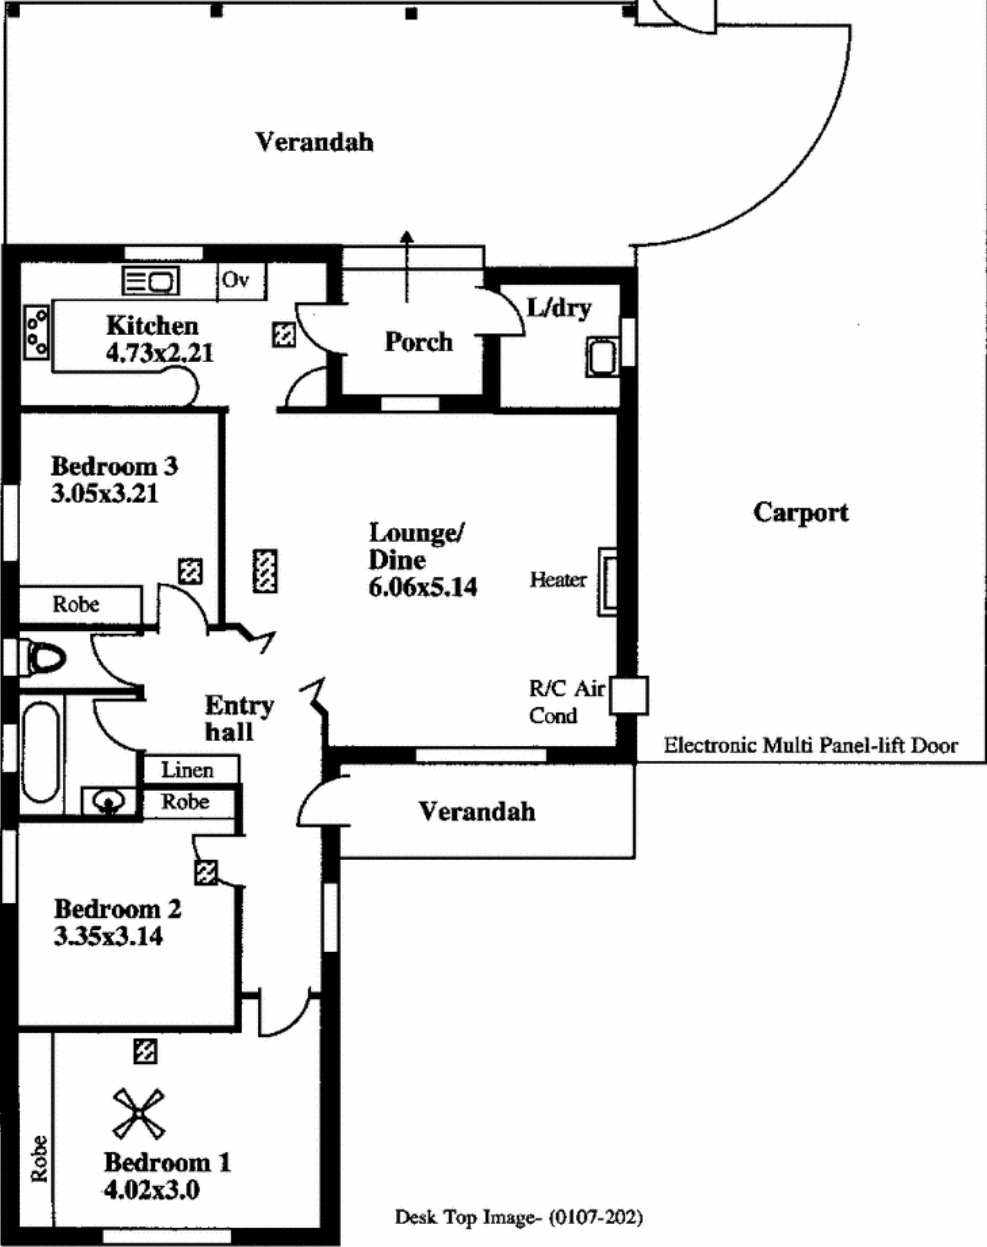 Verandah
Ov
Kitchen
4.73x2.21
Porch
L/dry
Bedroom 3
3.05x3.21
Robe
Lounge/
Dine
6.06x5.14
Heater
Carport
R/C Air
Cond
Electronic Multi Panel-lift Door
Entry
hall
Linen
Robe
Verandah
Bedroom 2
3.35x3.14
Robe
Bedroom 1
4.02x3.0
Desk Top Image- (0107-202)